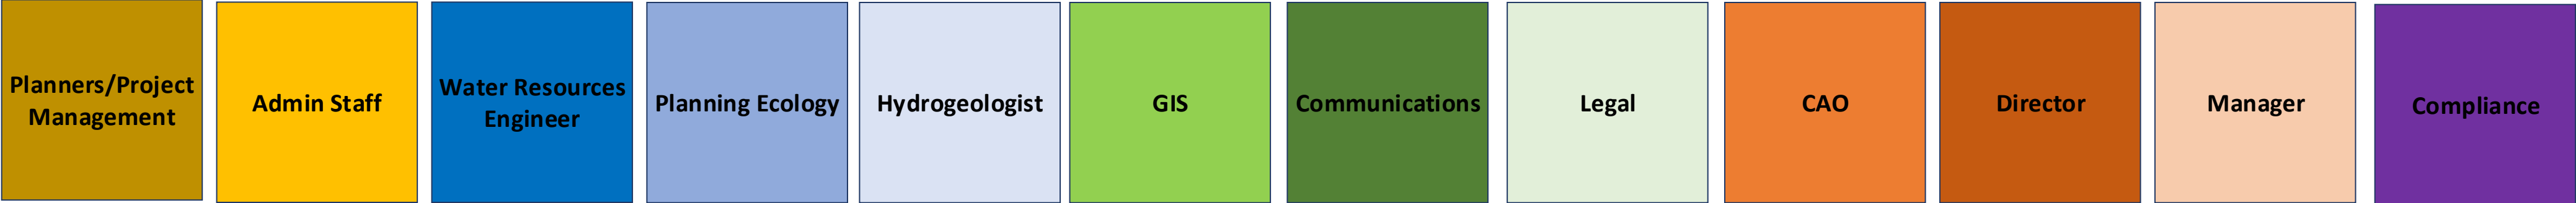 Planners/Project
Management
Admin Staff
Water Resources
Engineer
Planning Ecology
Hydrogeologist
GIS
Communications
Legal
CAO
Director
Manager
Compliance